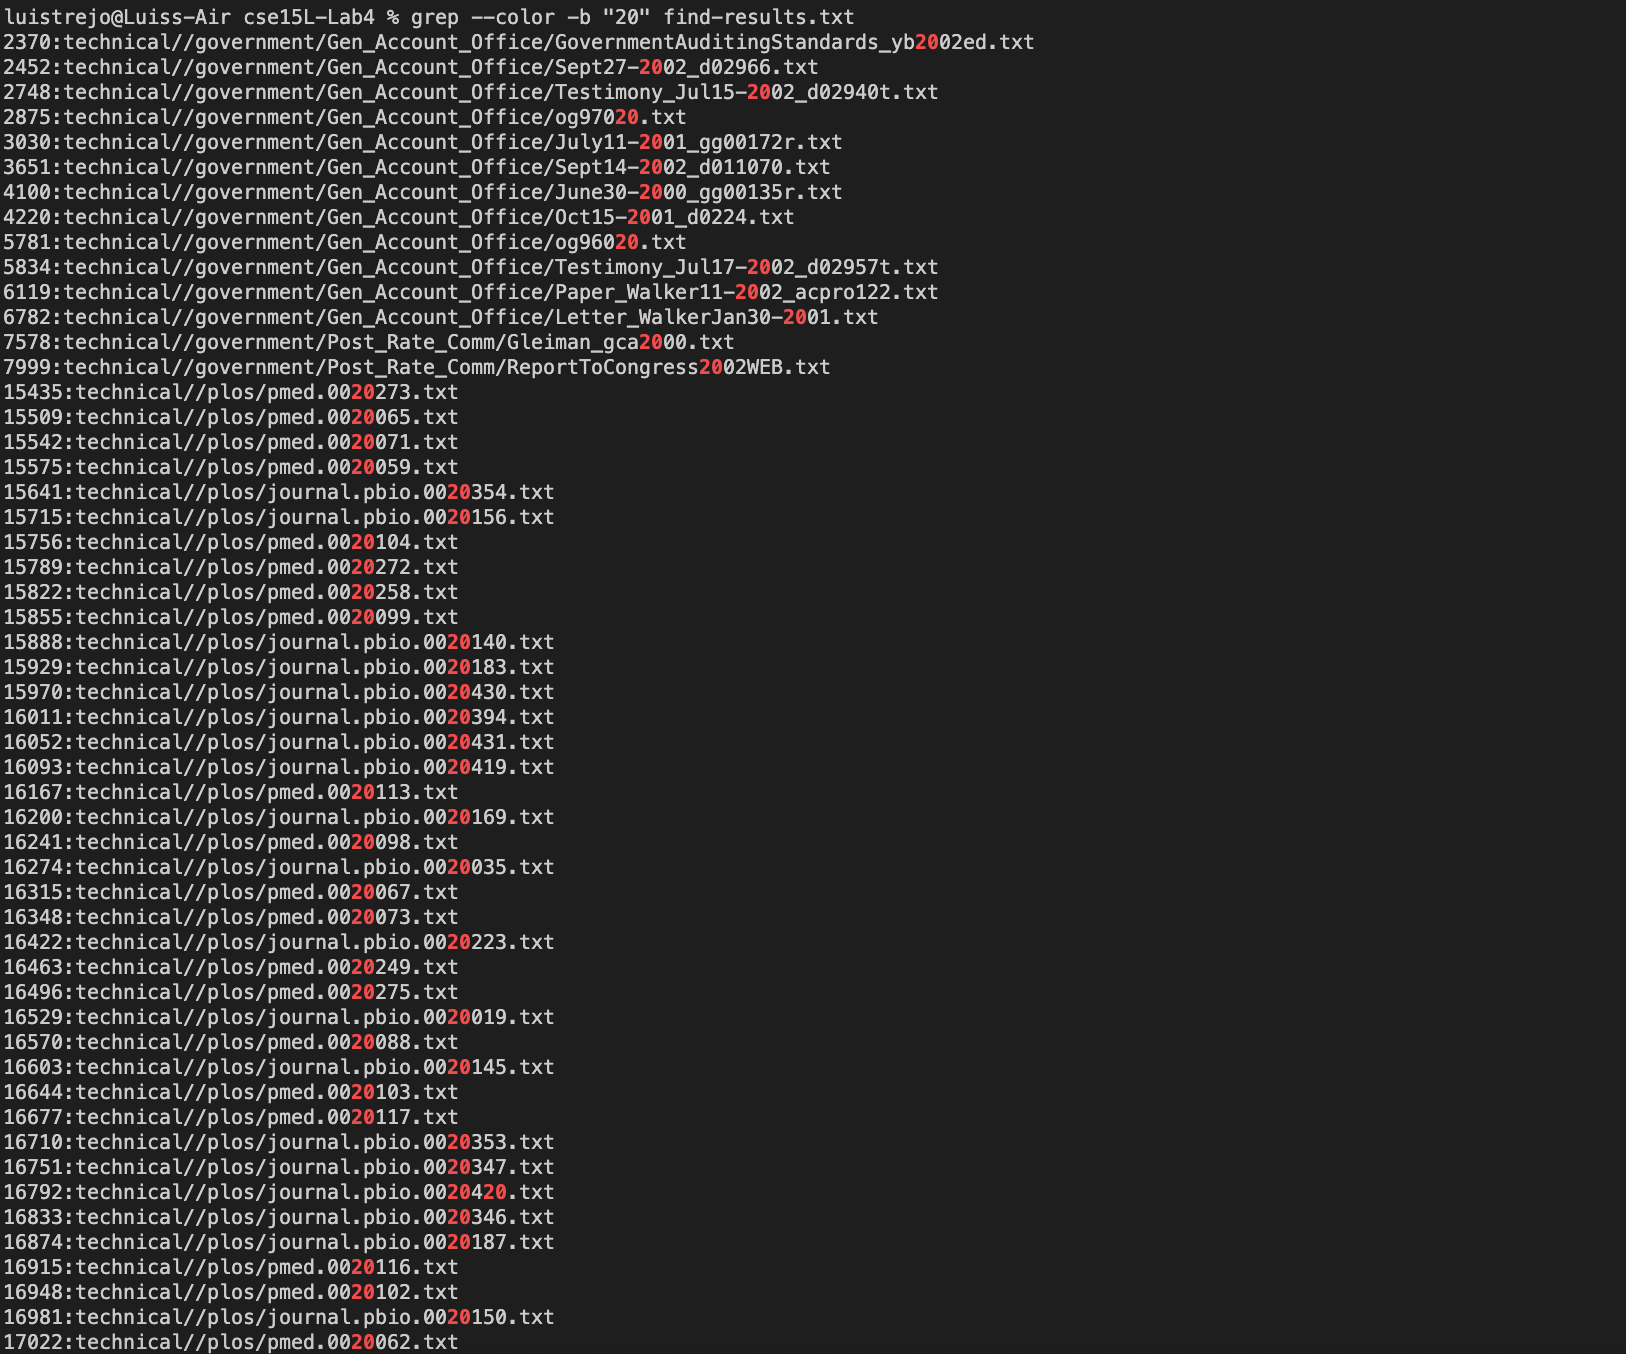 luistrejo@Luiss-Air cse15L-Lab4 % grep --color -b "20" find-results.txt
2370:technical//government/Gen_Account_Office/GovernmentAuditingStandards_yb2002ed.txt
2452:technical//government/Gen_Account_Office/Sept27-2002_d02966.txt
2748:technical//government/Gen_Account_Office/Testimony_Jul15-2002_d02940t.txt
2875:technical//government/Gen_Account_Office/og97020.txt
3030:technical//government/Gen_Account_Office/July11-2001_gg00172r.txt
3651:technical//government/Gen_Account_Office/Sept14-2002_d011070.txt
4100:technical//government/Gen_Account_Office/June30-2000_gg00135r.txt
4220:technical//government/Gen_Account_Office/Oct15-2001_d0224.txt
5781:technical//government/Gen_Account_Office/og96020.txt
5834:technical//government/Gen_Account_Office/Testimony_Jul17-2002_d02957t.txt
6119:technical//government/Gen_Account_Office/Paper_Walker11-2002_acpro122.txt
6782:technical//government/Gen_Account_Office/Letter_WalkerJan30-2001.txt
7578:technical//government/Post_Rate_Comm/Gleiman_gca2000.txt
7999:technical//government/Post_Rate_Comm/ReportToCongress2002WEB.txt
15435:technical//plos/pmed.0020273.txt
15509:technical//plos/pmed.0020065.txt
15542:technical//plos/pmed.0020071.txt
15575:technical//plos/pmed.0020059.txt
15641:technical//plos/journal.pbio.0020354.txt
15715:technical//plos/journal.pbio.0020156.txt
15756:technical//plos/pmed.0020104.txt
15789:technical//plos/pmed.0020272.txt
15822:technical//plos/pmed.0020258.txt
15855:technical//plos/pmed.0020099.txt
15888:technical//plos/journal.pbio.0020140.txt
15929:technical//plos/journal.pbio.0020183.txt
15970:technical//plos/journal.pbio.0020430.txt
16011:technical//plos/journal.pbio.0020394.txt
16052:technical//plos/journal.pbio.0020431.txt
16093:technical//plos/journal.pbio.0020419.txt
16167:technical//plos/pmed.0020113.txt
16200:technical//plos/journal.pbio.0020169.txt
16241:technical//plos/pmed.0020098.txt
16274:technical//plos/journal.pbio.0020035.txt
16315:technical//plos/pmed.0020067.txt
16348:technical//plos/pmed.0020073.txt
16422:technical//plos/journal.pbio.0020223.txt
16463:technical//plos/pmed.0020249.txt
16496:technical//plos/pmed.0020275.txt
16529:technical//plos/journal.pbio.0020019.txt
16570:technical//plos/pmed.0020088.txt
16603:technical//plos/journal.pbio.0020145.txt
16644:technical//plos/pmed.0020103.txt
16677:technical//plos/pmed.0020117.txt
16710:technical//plos/journal.pbio.0020353.txt
16751:technical//plos/journal.pbio.0020347.txt
16792:technical//plos/journal.pbio.0020420.txt
16833:technical//plos/journal.pbio.0020346.txt
16874:technical//plos/journal.pbio.0020187.txt
16915:technical//plos/pmed.0020116.txt
16948:technical//plos/pmed.0020102.txt
16981:technical//plos/journal.pbio.0020150.txt
17022:technical//plos/pmed.0020062.txt